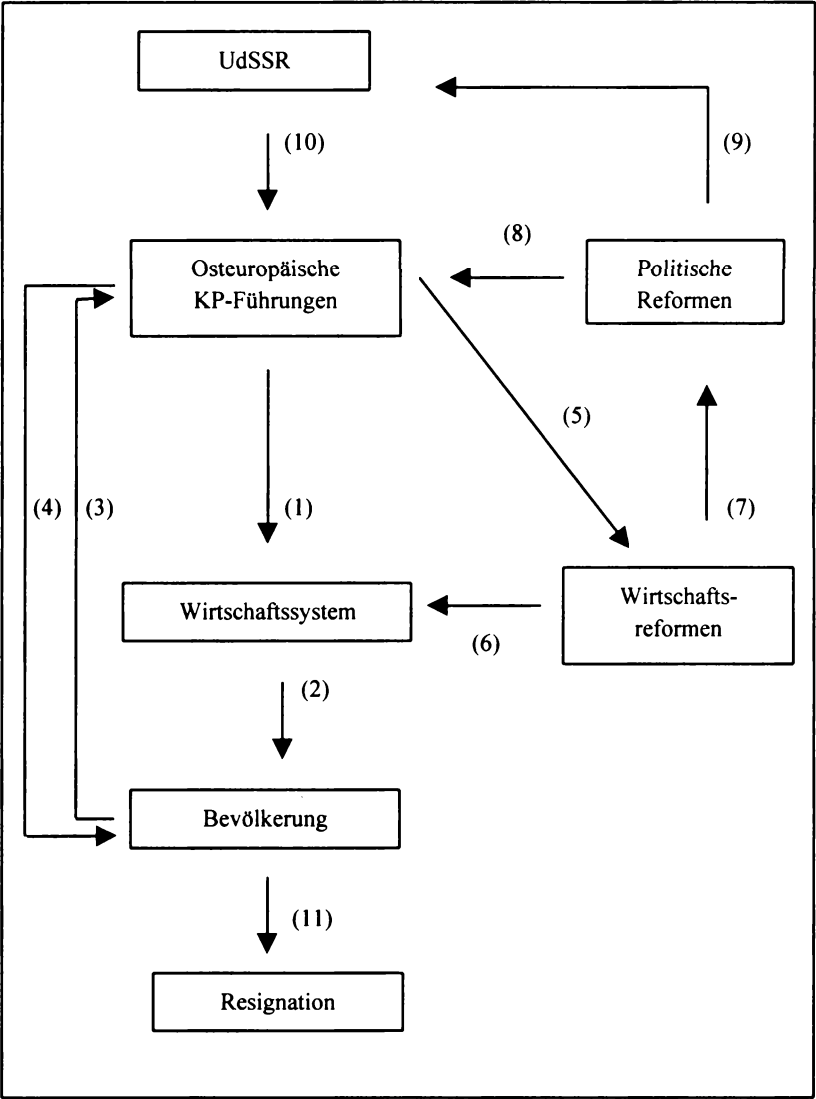 UdSSR
(10)
(9)
(8)
Osteuropäische
KP-Führungen
Politische
Reformen
(5)
(4)
(3)
(1)
(7)
Wirtschaftssystem
Wirtschafts-
reformen
(6)
(2)
Bevölkerung
(11)
Resignation